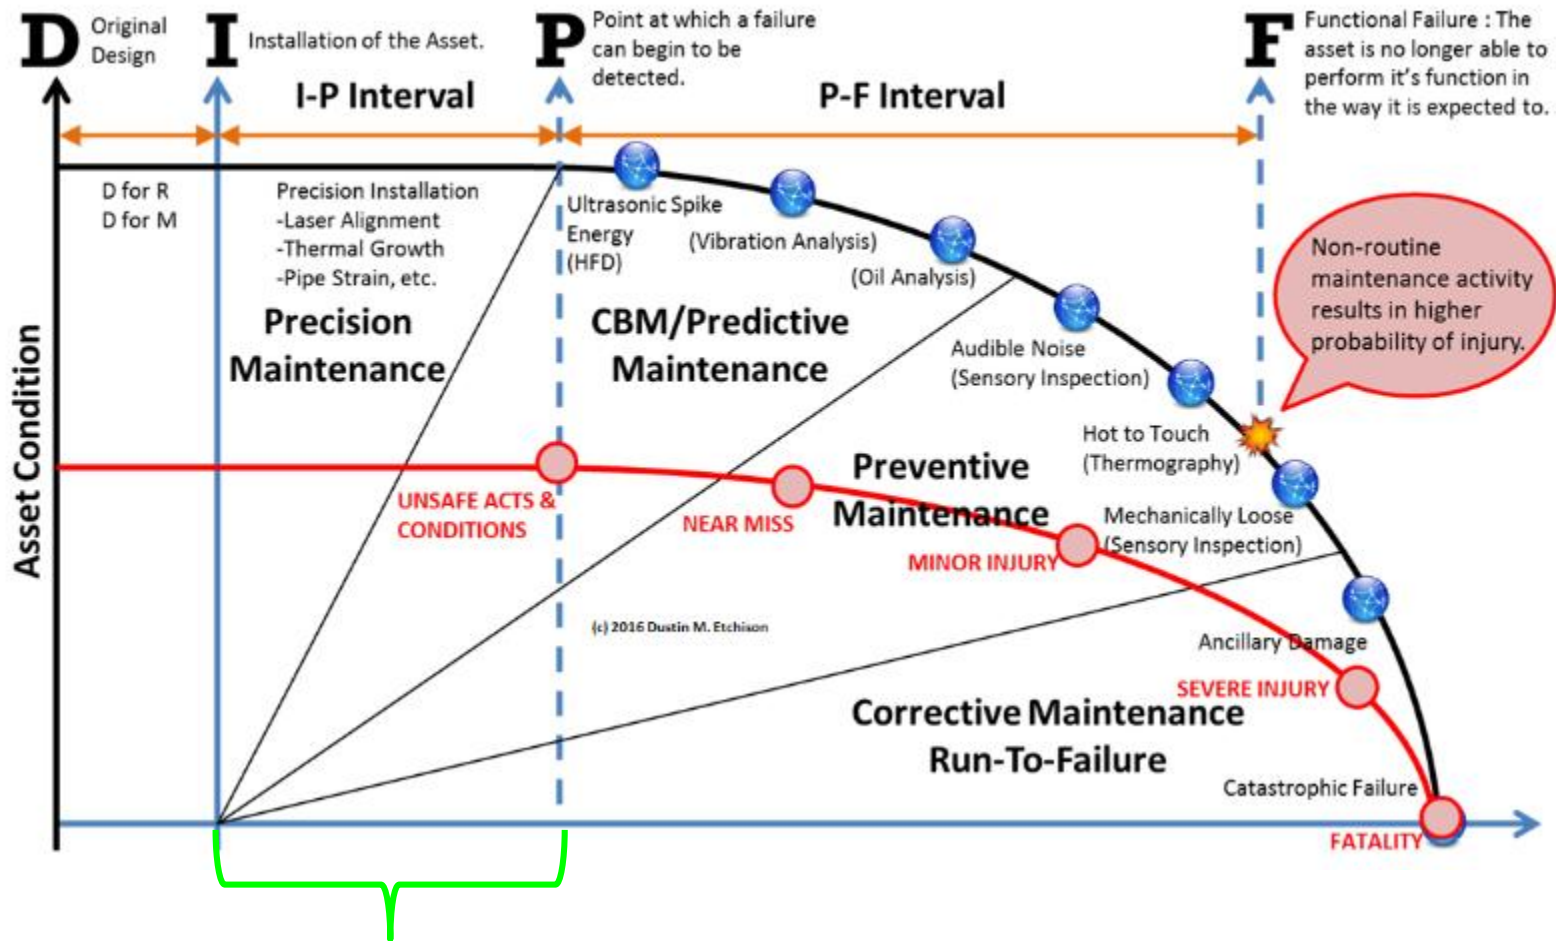 D
Original
Design
I
Installation of the Asset.
P
Point at which a failure
can begin to be
detected.
F
Functional Failure : The
asset is no longer able to
perform it's function in
the way it is expected to.
I-P Interval
P-F Interval
D for R
D for M
Precision Installation
-Laser Alignment
-Thermal Growth
-Pipe Strain, etc.
Precision
Maintenance
Ultrasonic Spike
Energy
(HFD)
(Vibration Analysis)
(Oil Analysis)
CBM/Predictive
Maintenance
Audible Noise
(Sensory Inspection)
Non-routine
maintenance activity
results in higher
probability of injury.
Hot to Touch
(Thermography)
Asset Condition
UNSAFE ACTS &
CONDITIONS
NEAR MISS
Preventive
Maintenance
MINOR INJURY
Mechanically Loose
(Sensory Inspection)
(c) 2016 Dustin M. Etchison
Ancillary Damage
SEVERE INJURY
Corrective Maintenance
Run-To-Failure
Catastrophic Failure
FATALITY